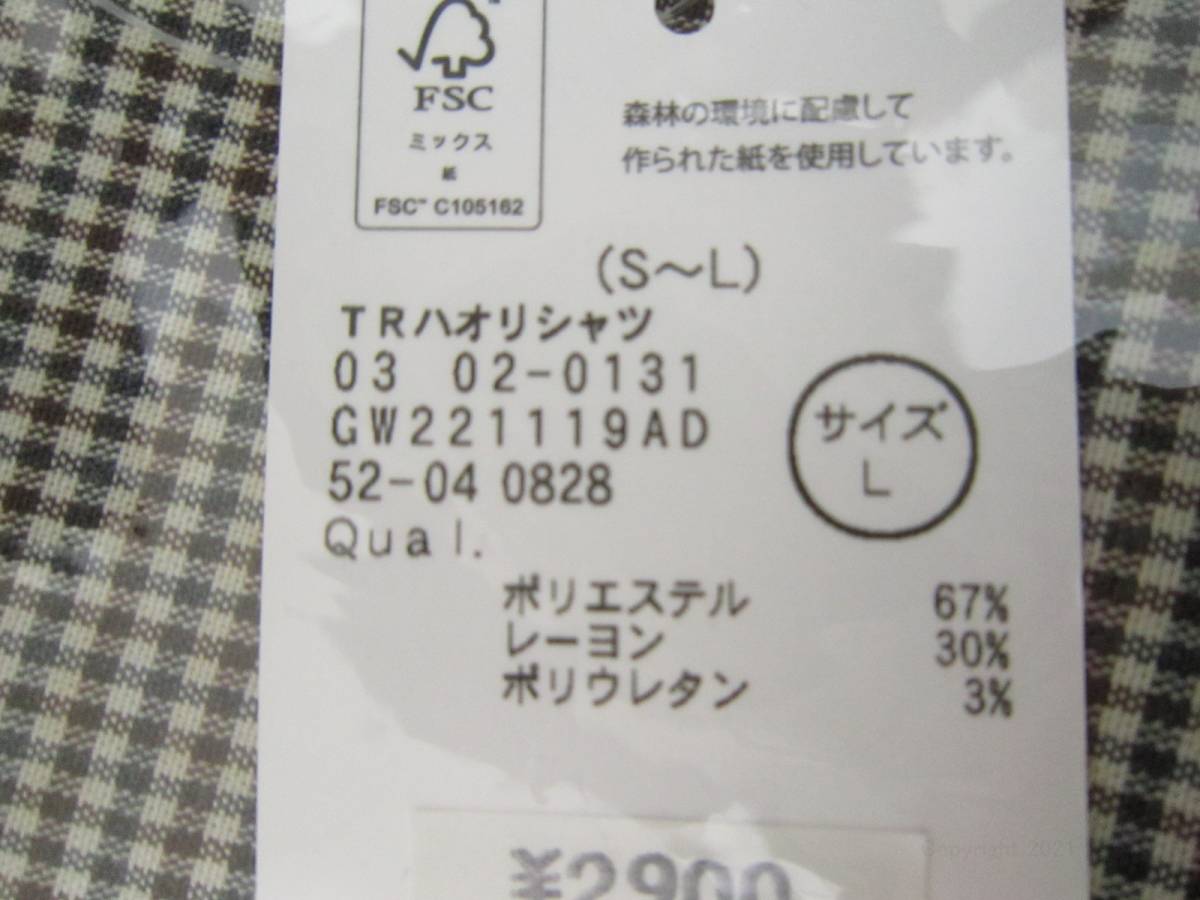 FSC
ミックス
紙
FSC™ C105162
森林の環境に配慮して
作られた紙を使用しています。
(S～L)
TRハオリシャツ
03 02-0131
GW221119AD
52-04 0828
Qual.
サイズ
L
ポリエステル 67%
レーヨン 30%
ポリウレタン 3%
¥2900
copyright 2021